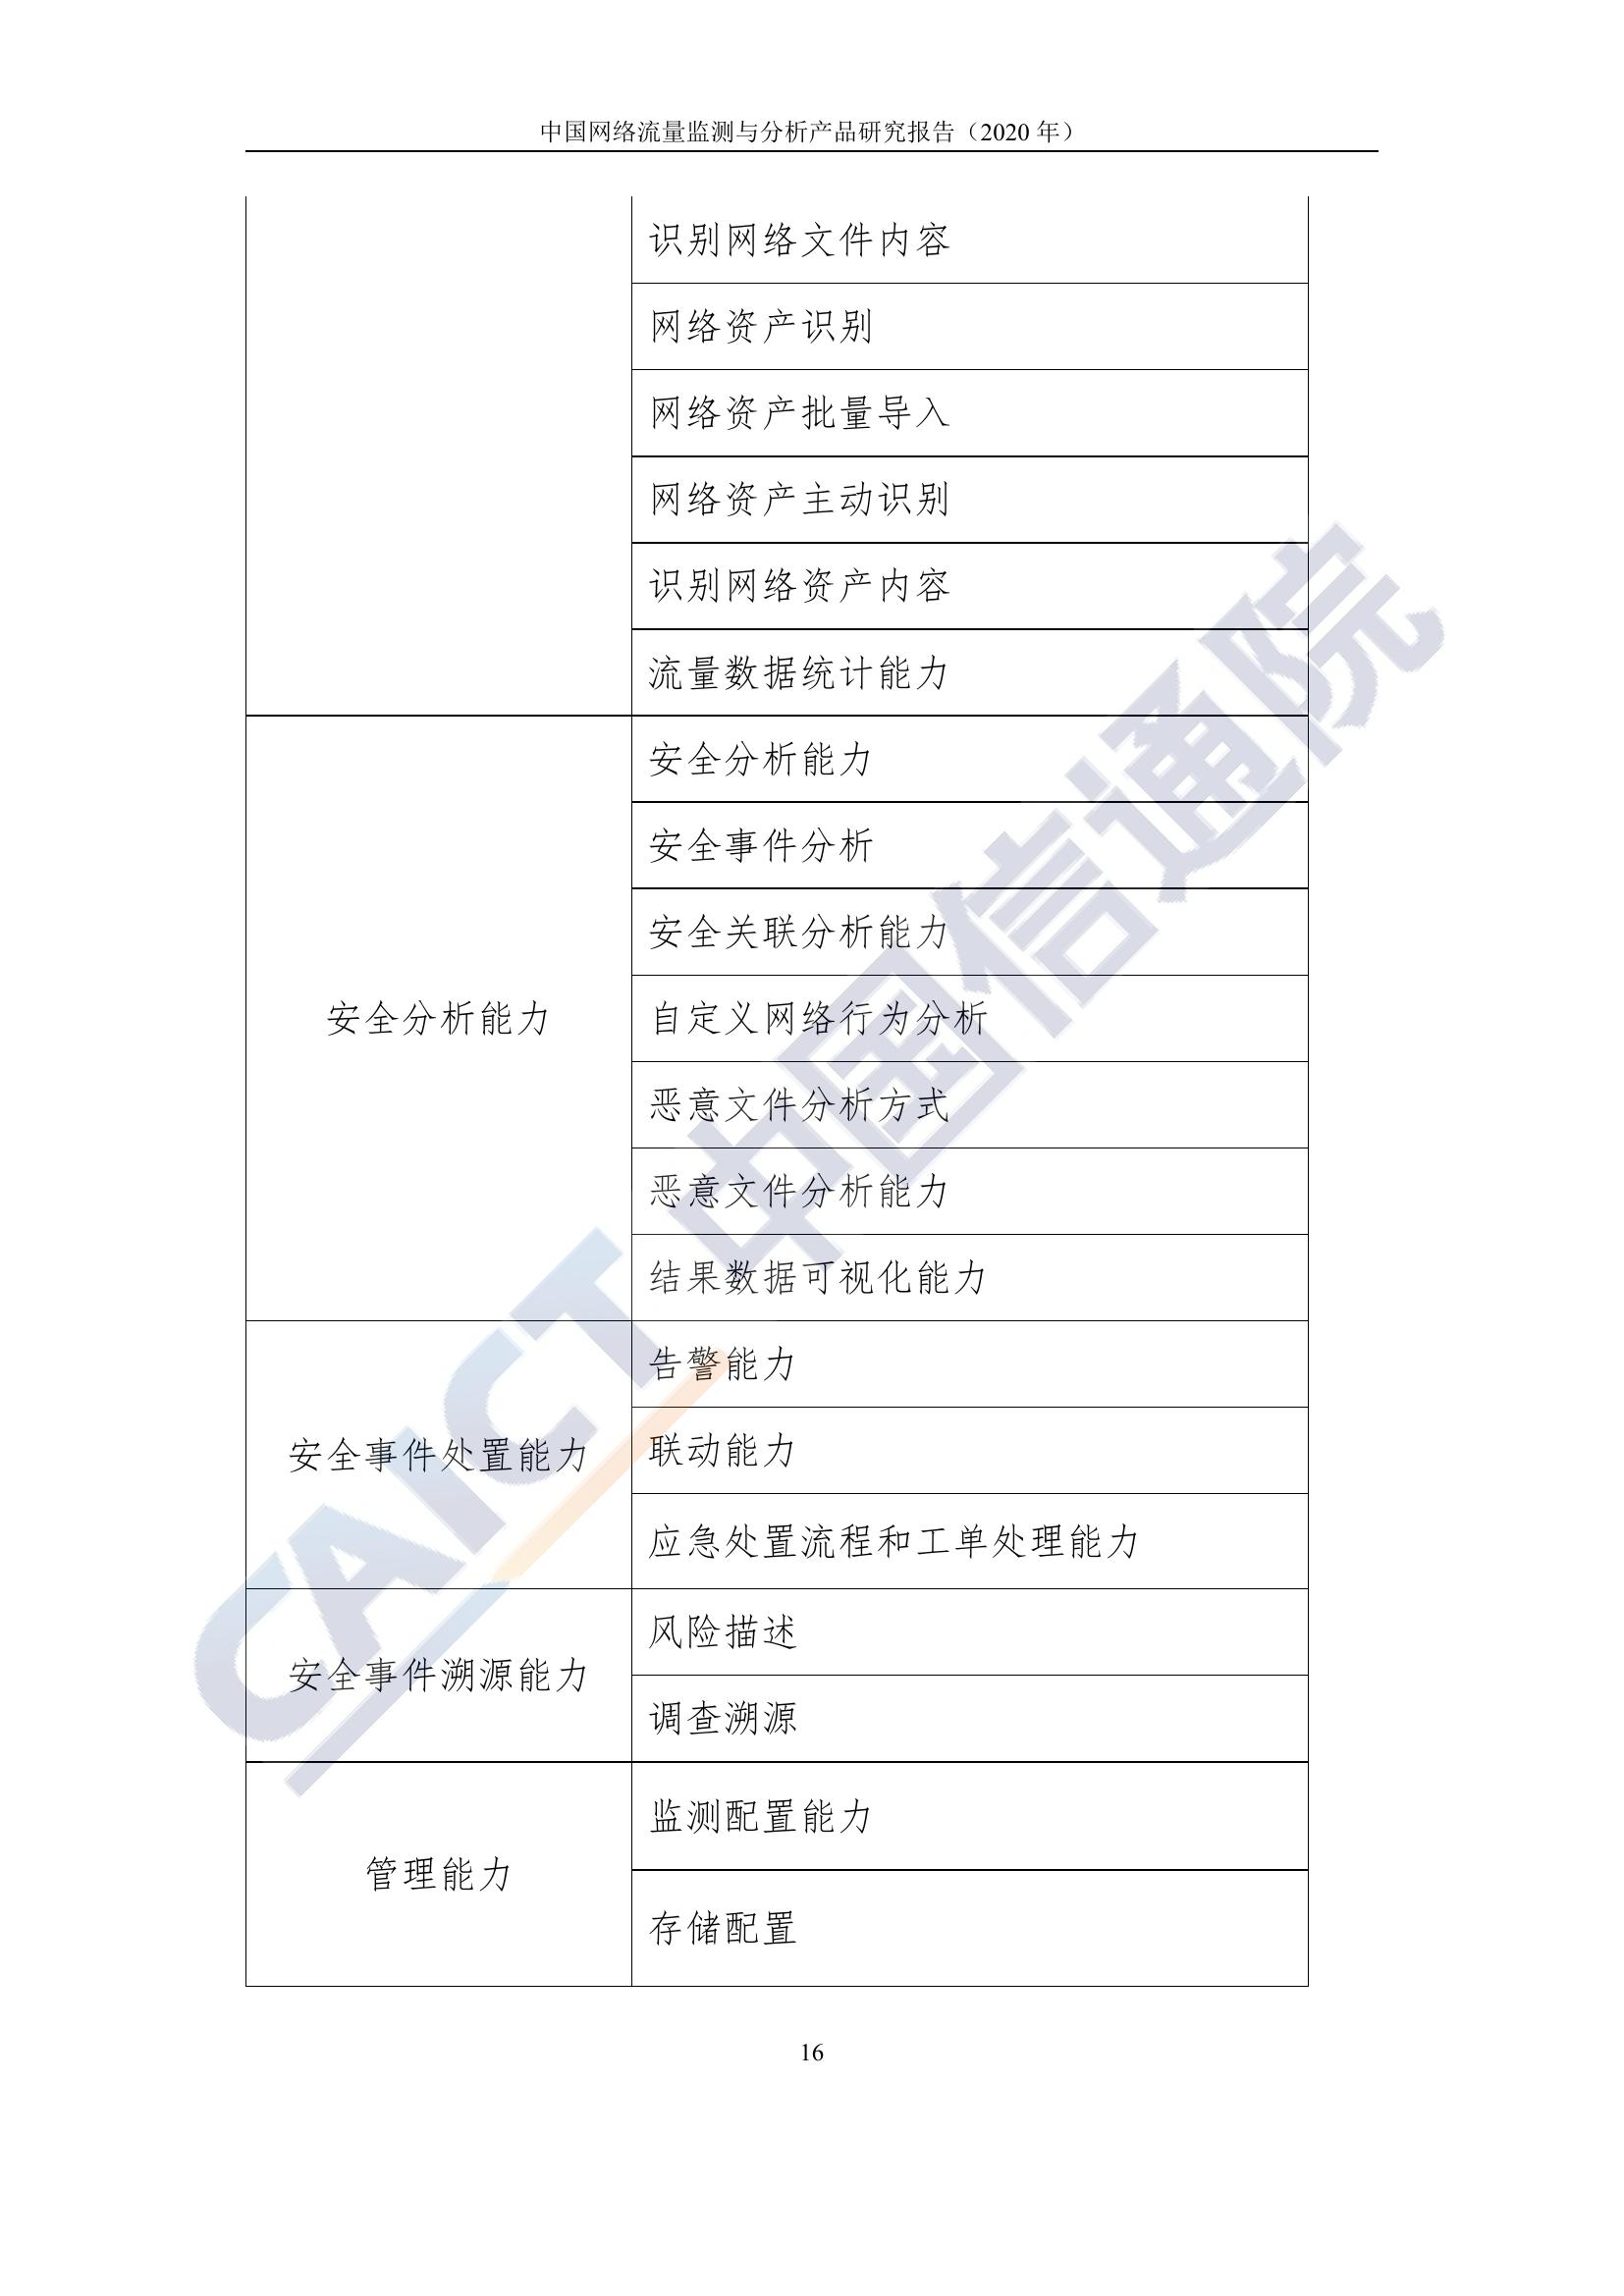 中国网络流量监测与分析产品研究报告（2020 年）
识别网络文件内容
网络资产识别
网络资产批量导入
网络资产主动识别
识别网络资产内容
流量数据统计能力
安全分析能力
安全分析能力
安全事件分析
安全关联分析能力
自定义网络行为分析
恶意文件分析方式
恶意文件分析能力
结果数据可视化能力
安全事件处置能力
告警能力
联动能力
应急处置流程和工单处理能力
安全事件溯源能力
风险描述
调查溯源
管理能力
监测配置能力
存储配置
CAICT 中国信通院
16